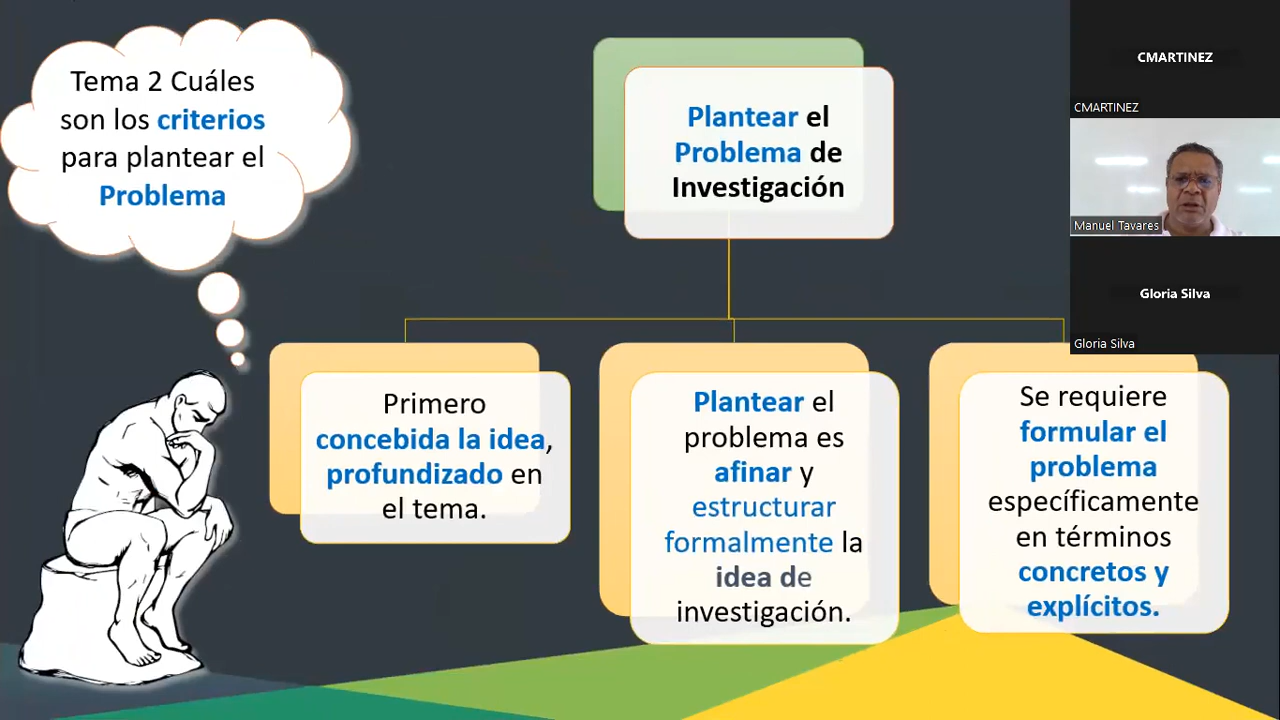 Tema 2 Cuáles
son los criterios
para plantear el
Problema
Plantear el
Problema de
Investigación
Primero
concebida la idea,
profundizado en
el tema.
Plantear el
problema es
afinar y
estructurar
formalmente la
idea de
investigación.
Se requiere
formular el
problema
específicamente
en términos
concretos y
explícitos.
CMARTINEZ
CMARTINEZ
Manuel Tavares
Gloria Silva
Gloria Silva